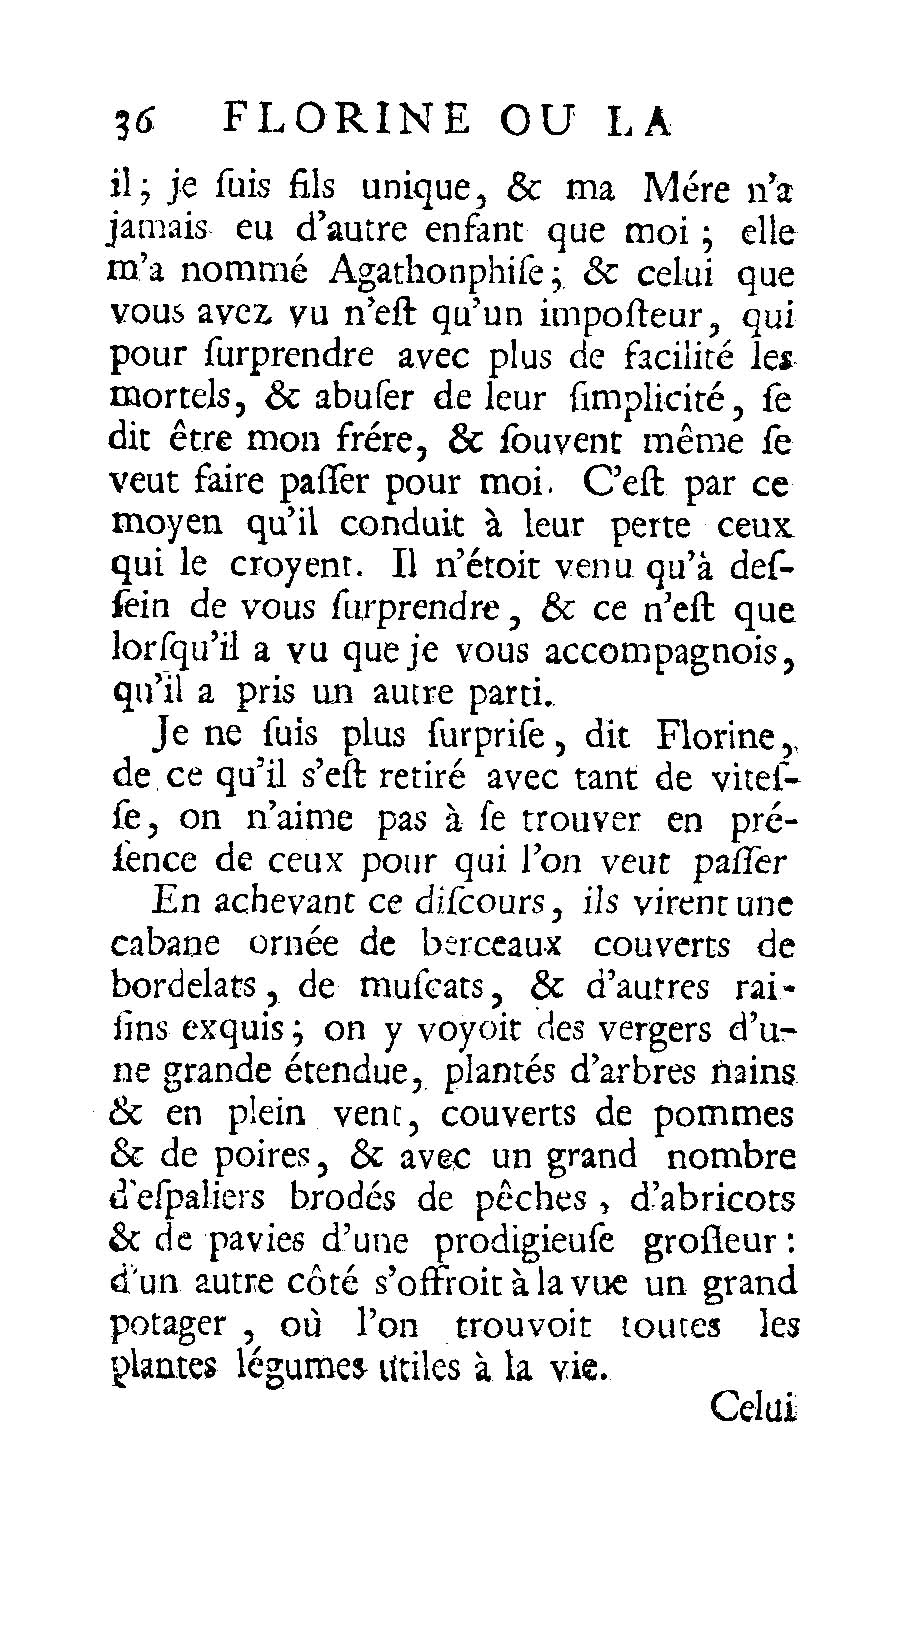 36 FLORINE OU LA
il; je ſuis fils unique, & ma Mére n'a
jamais eu d'autre enfant que moi ; elle
m'a nommé Agathonphiſe; & celui que
vous avez vu n'eſt qu'un impoſteur, qui
pour ſurprendre avec plus de facilité les
mortels, & abuſer de leur ſimplicité, ſe
dit être mon frére, & ſouvent même ſe
veut faire paſſer pour moi. C'eſt par ce
moyen qu'il conduit à leur perte ceux
qui le croyent. Il n'étoit venu qu'à deſ-
ſein de vous ſurprendre, & ce n'eſt que
lorſqu'il a vu que je vous accompagnois,
qu'il a pris un autre parti.
Je ne ſuis plus ſurpriſe, dit Florine,
de ce qu'il s'eſt retiré avec tant de viteſ-
ſe, on n'aime pas à ſe trouver en pré-
ſence de ceux pour qui l'on veut paſſer
En achevant ce diſcours, ils virent une
cabane ornée de berceaux couverts de
bordelats, de muſcats, & d'autres rai-
ſins exquis; on y voyoit des vergers d'u-
ne grande étendue, plantés d'arbres nains
& en plein vent, couverts de pommes
& de poires, & avec un grand nombre
d'eſpaliers brodés de pêches, d'abricots
& de pavies d'une prodigieuſe groſſeur:
d'un autre côté s'offroit à la vue un grand
potager, où l'on trouvoit toutes les
plantes légumes utiles à la vie.
Celui